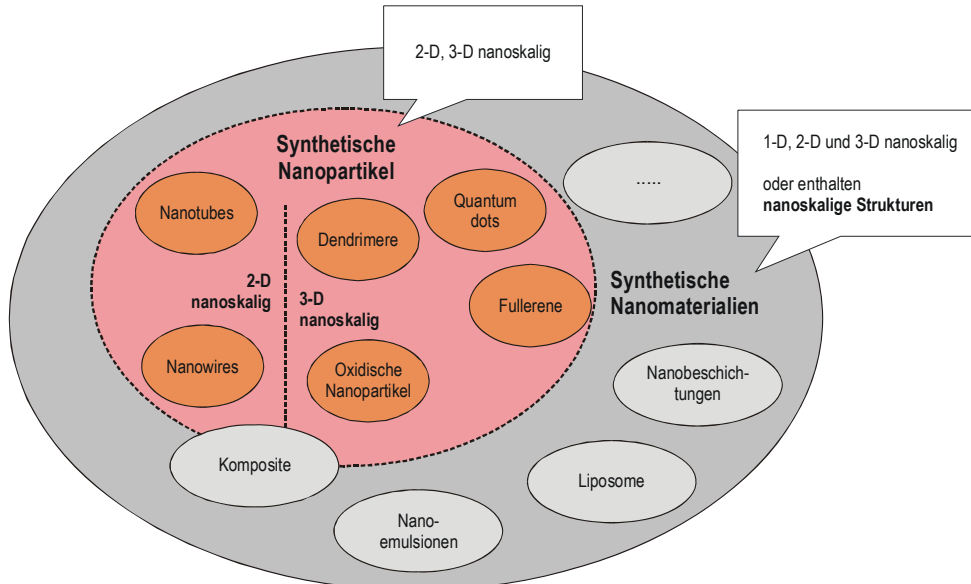 2-D, 3-D nanoskalig
1-D, 2-D und 3-D nanoskalig
oder enthalten
nanoskalige Strukturen
Synthetische
Nanopartikel
.....
Nanotubes
Quantum
dots
Dendrimere
2-D
nanoskalig
3-D
nanoskalig
Fullerene
Synthetische
Nanomaterialien
Nanowires
Oxidische
Nanopartikel
Nanobeschich-
tungen
Komposite
Liposome
Nano-
emulsionen